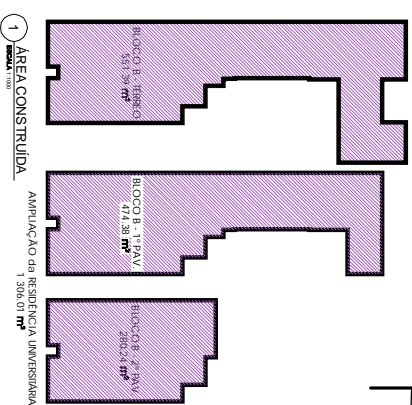 BLOCO B - TÉRREO
551.39 m²
BLOCO B - 1º PAV.
474.38 m²
BLOCO B - 2º PAV
280.24 m²
1
ÁREA CONSTRUÍDA
ESCALA 1:1000
AMPLIAÇÃO da RESIDÊNCIA UNIVERSITÁRIA
1 306.01 m²